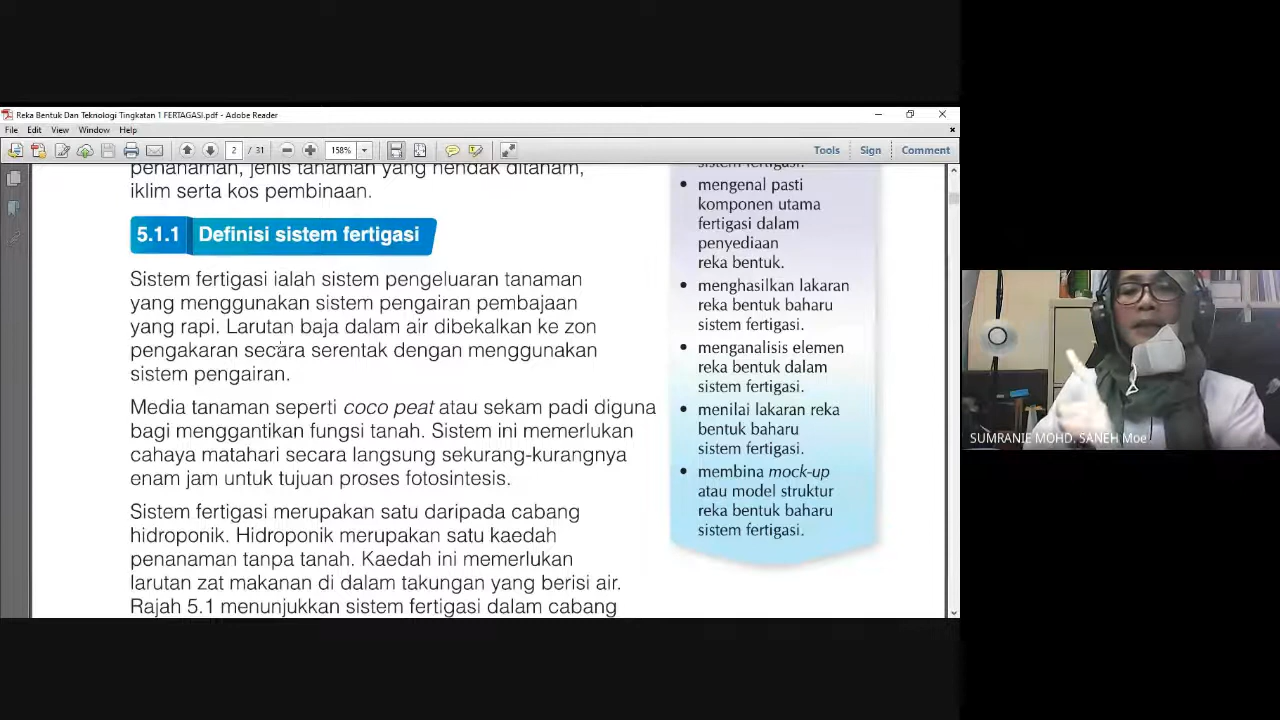 Reka Bentuk Dan Teknologi Tingkatan 1 FERTAGASI.pdf - Adobe Reader
File Edit View Window Help
2 / 31 158% Tools Sign Comment
penanaman, jenis tanaman yang hendak ditanam,
iklim serta kos pembinaan.
5.1.1 Definisi sistem fertigasi
Sistem fertigasi ialah sistem pengeluaran tanaman
yang menggunakan sistem pengairan pembajaan
yang rapi. Larutan baja dalam air dibekalkan ke zon
pengakaran secara serentak dengan menggunakan
sistem pengairan.
Media tanaman seperti coco peat atau sekam padi diguna
bagi menggantikan fungsi tanah. Sistem ini memerlukan
cahaya matahari secara langsung sekurang-kurangnya
enam jam untuk tujuan proses fotosintesis.
Sistem fertigasi merupakan satu daripada cabang
hidroponik. Hidroponik merupakan satu kaedah
penanaman tanpa tanah. Kaedah ini memerlukan
larutan zat makanan di dalam takungan yang berisi air.
Rajah 5.1 menunjukkan sistem fertigasi dalam cabang
sistem fertigasi.
• mengenal pasti
komponen utama
fertigasi dalam
penyediaan
reka bentuk.
• menghasilkan lakaran
reka bentuk baharu
sistem fertigasi.
• menganalisis elemen
reka bentuk dalam
sistem fertigasi.
• menilai lakaran reka
bentuk baharu
sistem fertigasi.
• membina mock-up
atau model struktur
reka bentuk baharu
sistem fertigasi.
SUMRANIE MOHD. SANEH Moe